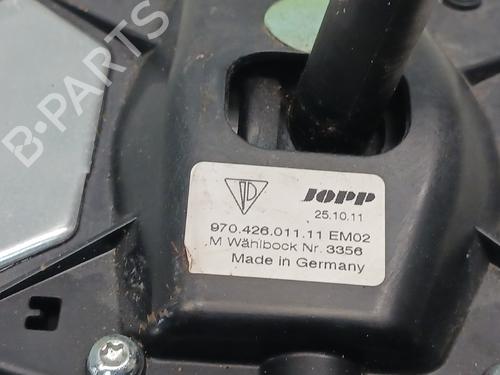 B-PARTS
JOPP
25.10.11
970.426.011.11 EM02
M Wählbock Nr. 3356
Made in Germany